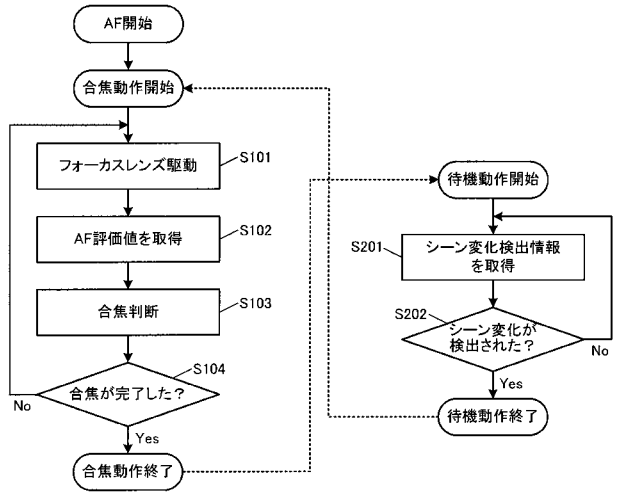 AF開始
合焦動作開始
フォーカスレンズ駆動
S101
AF評価値を取得
S102
合焦判断
S103
合焦が完了した？
S104
No
Yes
合焦動作終了
待機動作開始
シーン変化検出情報
を取得
S201
シーン変化が
検出された？
S202
No
Yes
待機動作終了